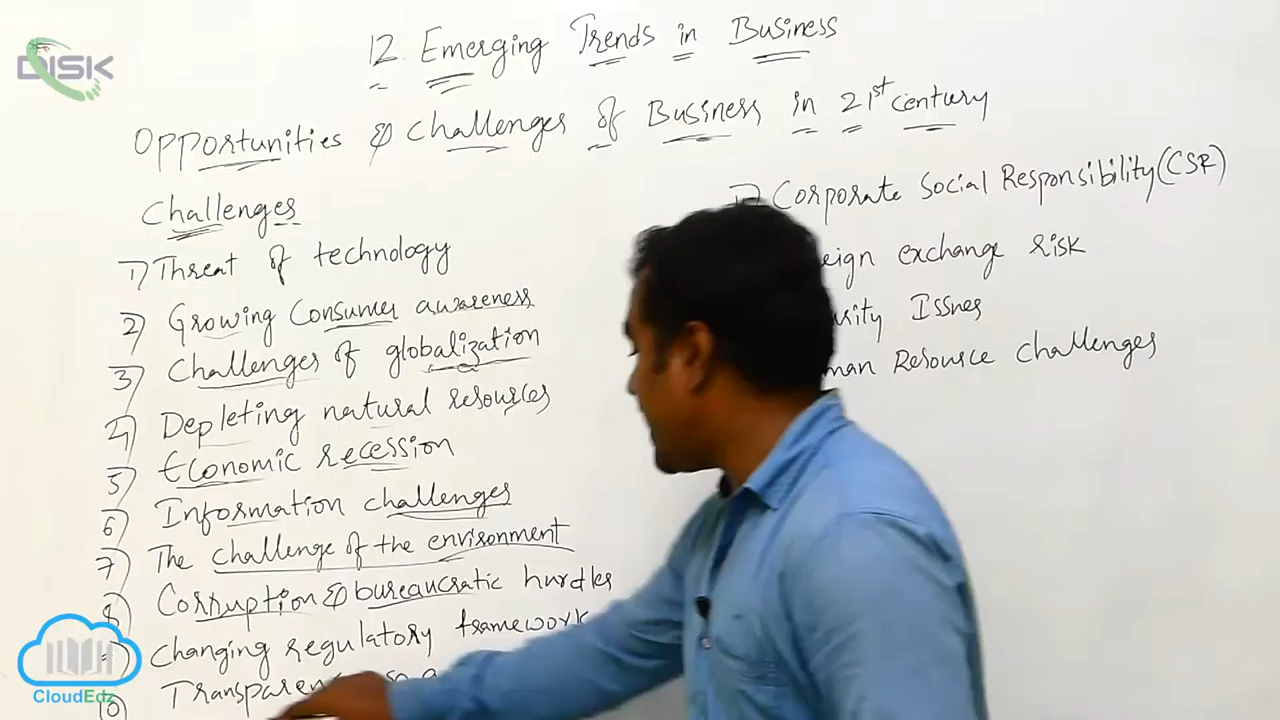 DISK
12. Emerging Trends in Business
Opportunities & Challenges of Business in 21st century
Challenges
1) Threat of technology
2) Growing Consumer awareness
3) Challenges of globalization
4) Depleting natural resources
5) Economic recession
6) Information challenges
7) The challenge of the environment
8) Corruption & bureaucratic hurdles
9) Changing regulatory framework
10)
Corporate Social Responsibility (CSR)
exchange risk
Issues
Resource challenges
CloudEdz